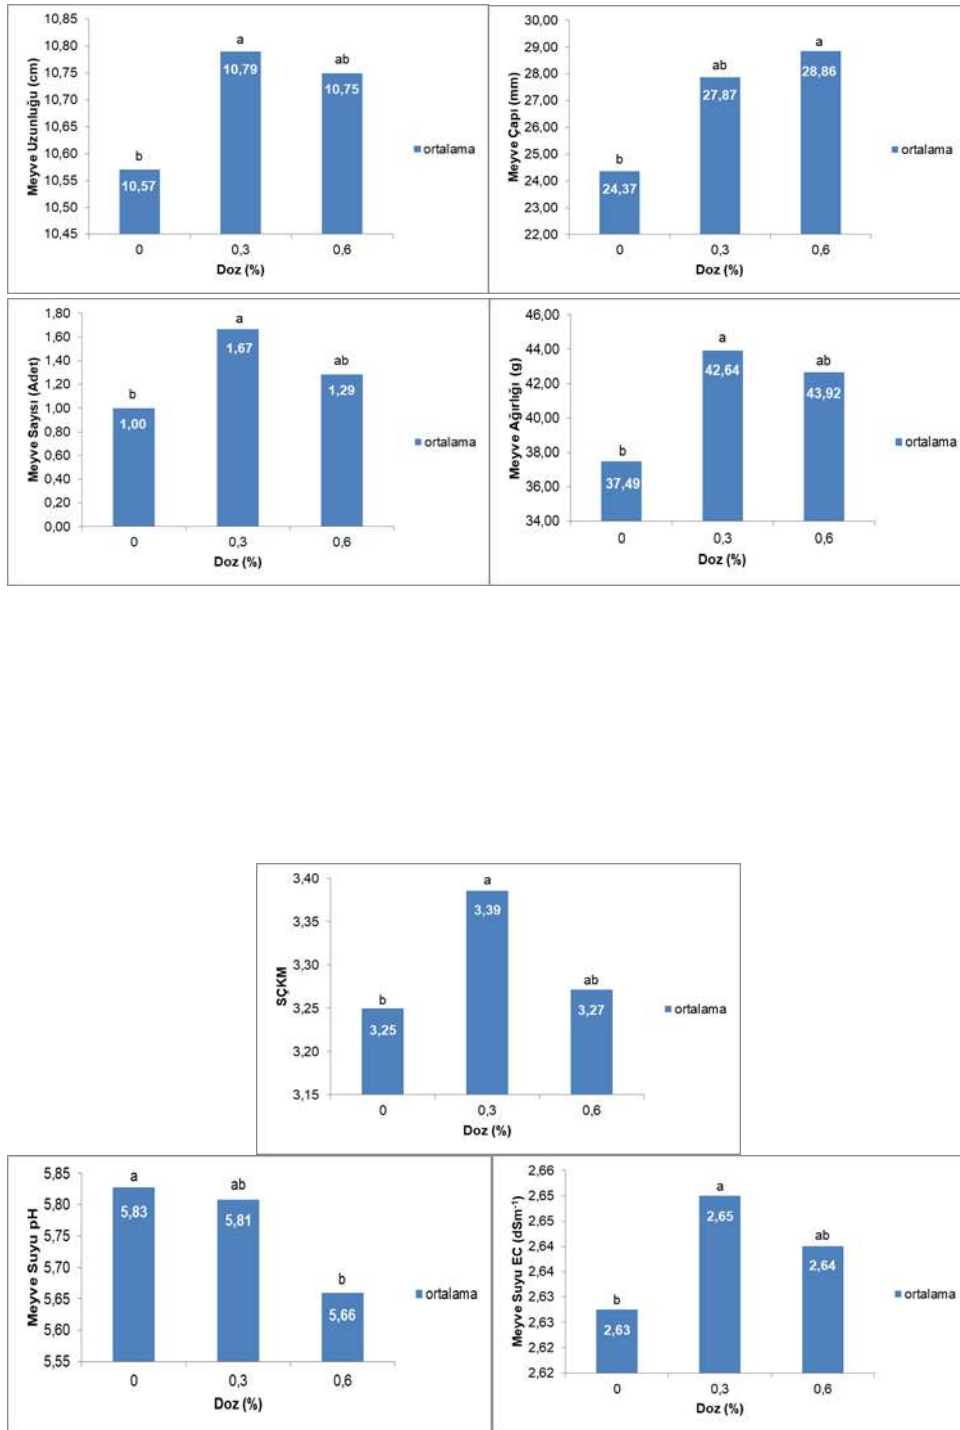 Meyve Uzunluğu (cm)
10,85
10,80
10,75
10,70
10,65
10,60
10,55
10,50
10,45
b
a
ab
10,57
10,79
10,75
0
0,3
0,6
Doz (%)
ortalama
Meyve Çapı (mm)
30,00
29,00
28,00
27,00
26,00
25,00
24,00
23,00
22,00
b
ab
a
24,37
27,87
28,86
0
0,3
0,6
Doz (%)
ortalama
Meyve Sayısı (Adet)
1,80
1,60
1,40
1,20
1,00
0,80
0,60
0,40
0,20
0,00
b
a
ab
1,00
1,67
1,29
0
0,3
0,6
Doz (%)
ortalama
Meyve Ağırlığı (g)
46,00
44,00
42,00
40,00
38,00
36,00
34,00
b
a
ab
37,49
42,64
43,92
0
0,3
0,6
Doz (%)
ortalama
SÇKM
3,40
3,35
3,30
3,25
3,20
3,15
b
a
ab
3,25
3,39
3,27
0
0,3
0,6
Doz (%)
ortalama
Meyve Suyu pH
5,85
5,80
5,75
5,70
5,65
5,60
5,55
a
ab
b
5,83
5,81
5,66
0
0,3
0,6
Doz (%)
ortalama
Meyve Suyu EC (dSm⁻¹)
2,66
2,65
2,65
2,64
2,64
2,63
2,63
2,62
2,62
b
a
ab
2,63
2,65
2,64
0
0,3
0,6
Doz (%)
ortalama